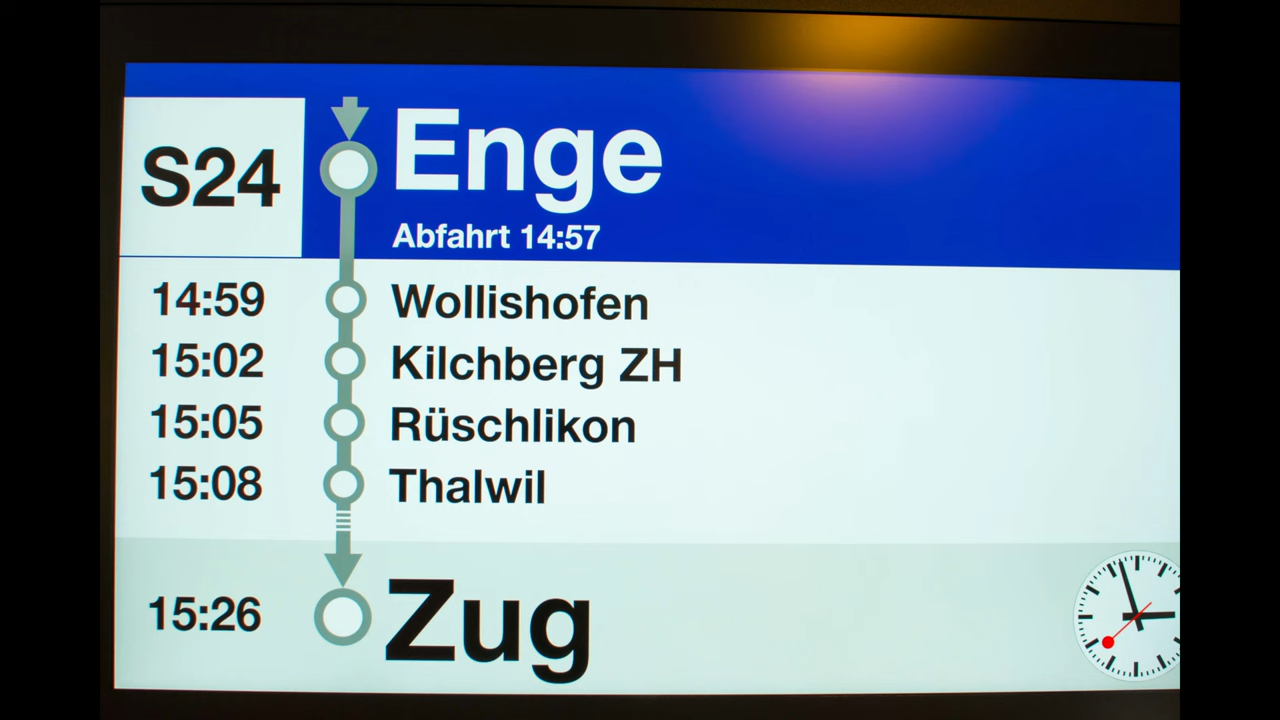 S24
Enge
Abfahrt 14:57
14:59 Wollishofen
15:02 Kilchberg ZH
15:05 Rüschlikon
15:08 Thalwil
15:26 Zug